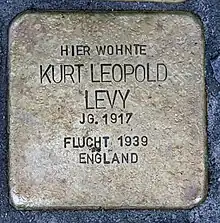 HIER WOHNTE
KURT LEOPOLD
LEVY
JG. 1917
FLUCHT 1939
ENGLAND